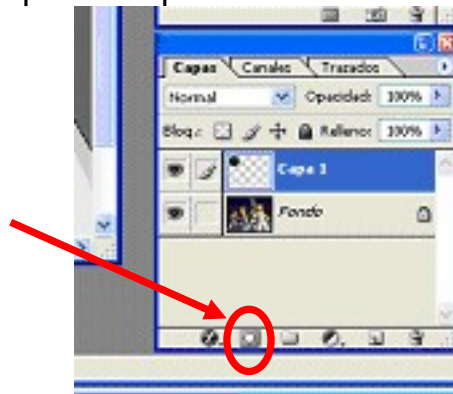 Capas Canales Trazados
Normal Opacidad: 100%
Bloq.: Relleno: 100%
Capa 1
Fondo